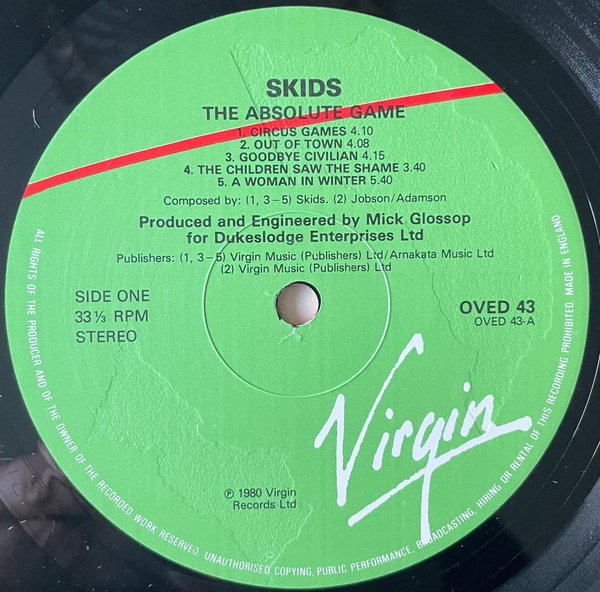 SKIDS
THE ABSOLUTE GAME
1. CIRCUS GAMES 4.10
2. OUT OF TOWN 4.08
3. GOODBYE CIVILIAN 4.15
4. THE CHILDREN SAW THE SHAME 3.40
5. A WOMAN IN WINTER 5.40
Composed by: (1, 3–5) Skids. (2) Jobson/Adamson
Produced and Engineered by Mick Glossop
for Dukeslodge Enterprises Ltd
Publishers: (1, 3–5) Virgin Music (Publishers) Ltd/Arnakata Music Ltd
(2) Virgin Music (Publishers) Ltd
SIDE ONE
33⅓ RPM
STEREO
OVED 43
OVED 43-A
Virgin
℗ 1980 Virgin
Records Ltd
ALL RIGHTS OF THE PRODUCER AND OF THE OWNER OF THE RECORDED WORK RESERVED. UNAUTHORISED COPYING, PUBLIC PERFORMANCE, BROADCASTING, HIRING OR RENTAL OF THIS RECORDING PROHIBITED. MADE IN ENGLAND